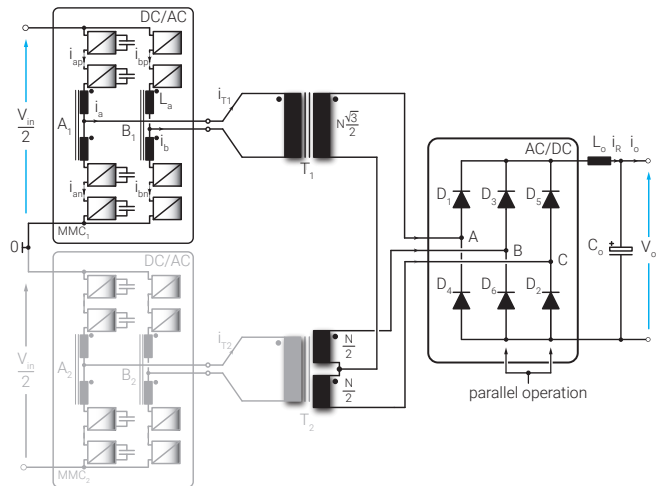 DC/AC
V_in/2
i_ap
i_bp
A_1
i_a
L_a
B_1
i_b
i_an
i_bn
MMC_1
0
i_T1
N√3/2
T_1
AC/DC
L_o
i_R
i_o
D_1
D_3
D_5
A
B
C
C_o
+
V_o
D_4
D_6
D_2
parallel operation
DC/AC
V_in/2
A_2
B_2
MMC_2
i_T2
N/2
N/2
T_2